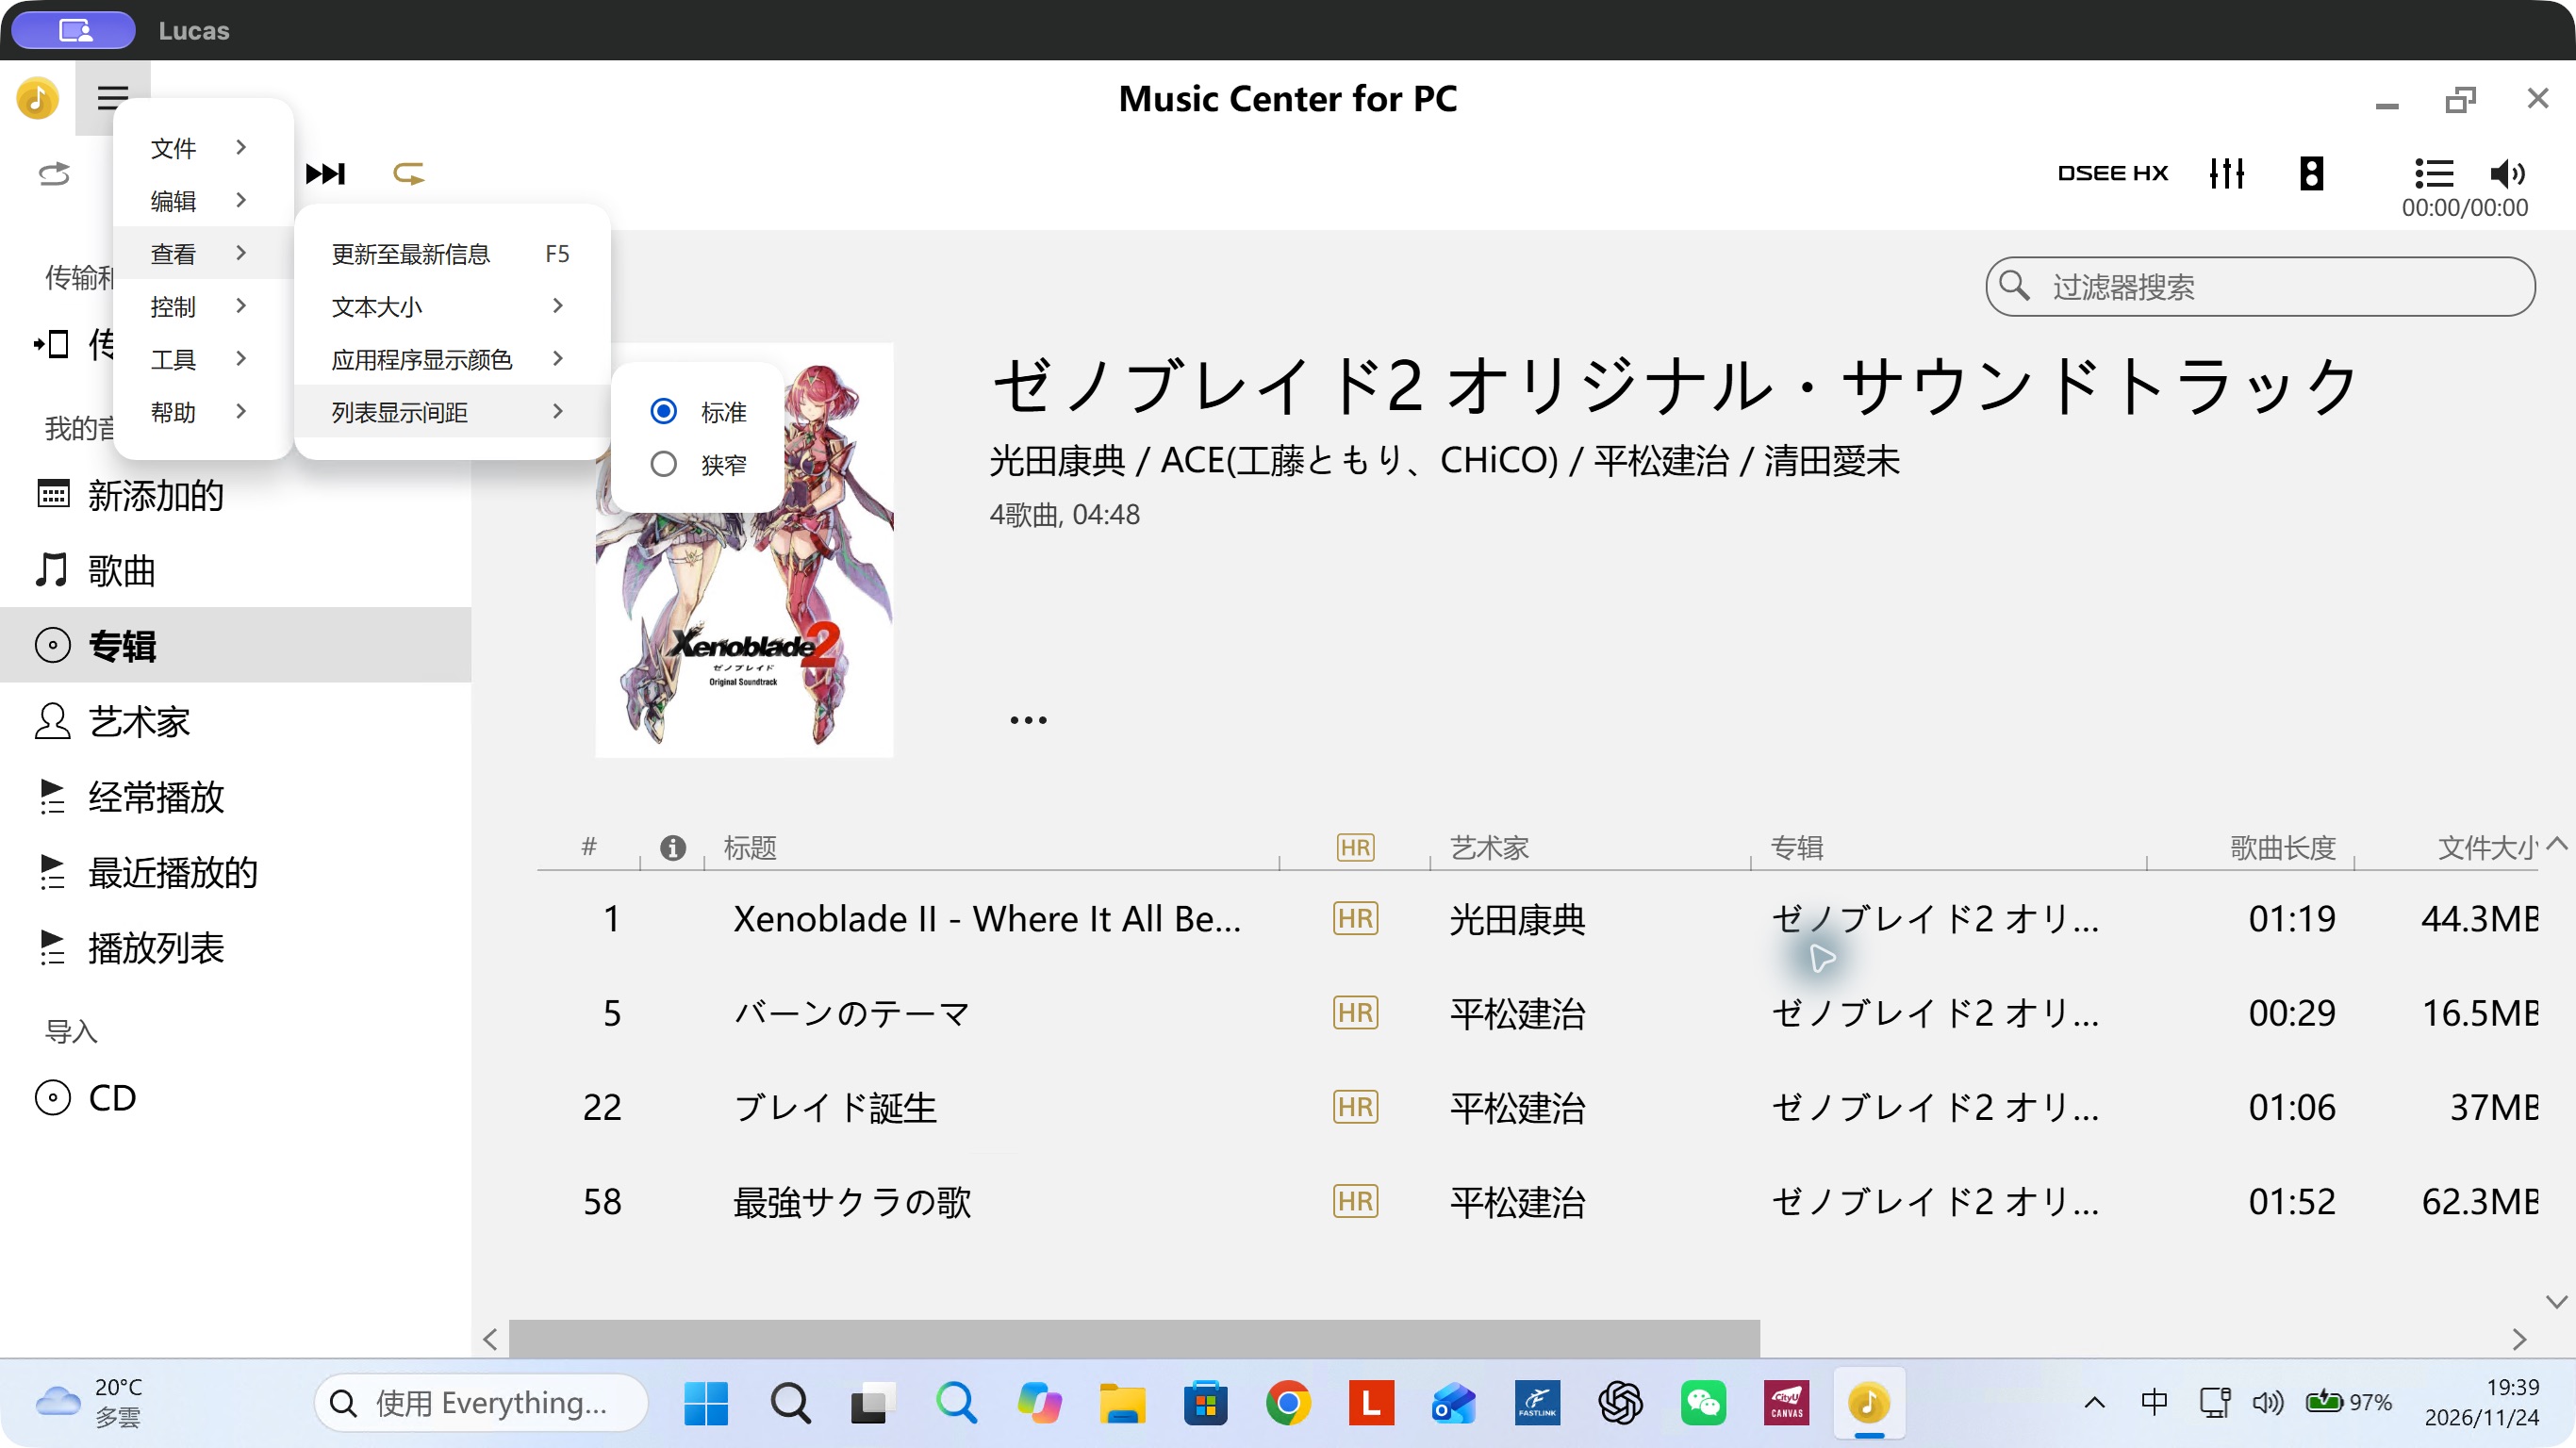 Lucas
Music Center for PC
DSEE HX
00:00/00:00
文件
编辑
查看
控制
工具
帮助
更新至最新信息 F5
文本大小
应用程序显示颜色
列表显示间距
标准
狭窄
传输和
传
我的音
新添加的
歌曲
专辑
艺术家
经常播放
最近播放的
播放列表
导入
CD
过滤器搜索
Xenoblade2
ゼノブレイド
Original Soundtrack
ゼノブレイド2 オリジナル・サウンドトラック
光田康典 / ACE(工藤ともり、CHiCO) / 平松建治 / 清田愛未
4歌曲, 04:48
# 标题 HR 艺术家 专辑 歌曲长度 文件大小
1 Xenoblade II - Where It All Be... HR 光田康典 ゼノブレイド2 オリ... 01:19 44.3MB
5 バーンのテーマ HR 平松建治 ゼノブレイド2 オリ... 00:29 16.5MB
22 ブレイド誕生 HR 平松建治 ゼノブレイド2 オリ... 01:06 37MB
58 最強サクラの歌 HR 平松建治 ゼノブレイド2 オリ... 01:52 62.3MB
20°C
多雲
使用 Everything...
L
FASTLINK
CityU
CANVAS
中
97%
19:39
2026/11/24